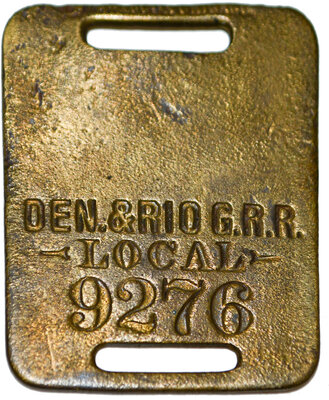 DEN. & RIO G.R.R.
LOCAL
9276